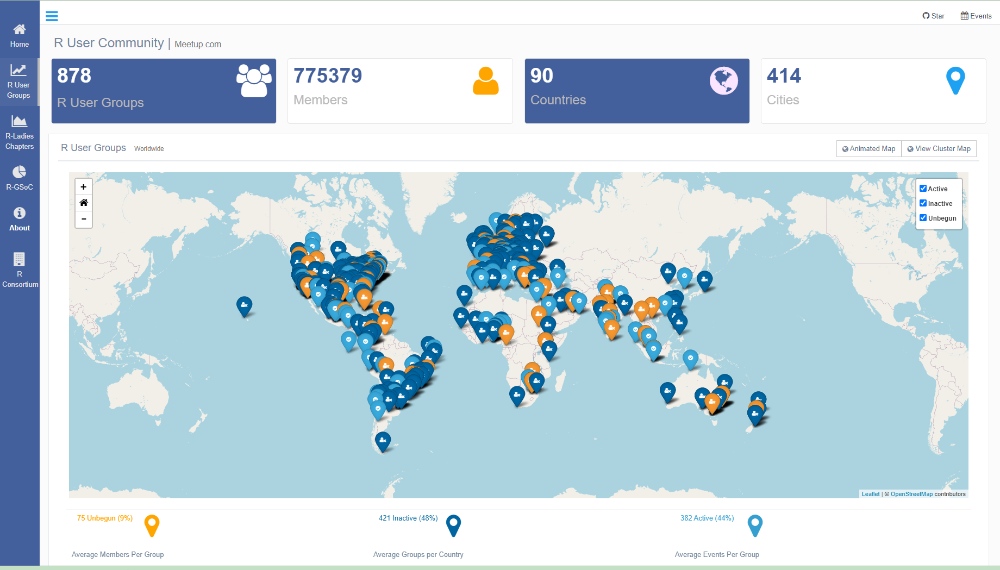 Star
Events
Home
R User
Groups
R-Ladies
Chapters
R-GSoC
About
R
Consortium
R User Community | Meetup.com
878
R User Groups
775379
Members
90
Countries
414
Cities
R User Groups Worldwide
Animated Map
View Cluster Map
+
-
Active
Inactive
Unbegun
Leaflet | © OpenStreetMap contributors
75 Unbegun (9%)
421 Inactive (48%)
382 Active (44%)
Average Members Per Group
Average Groups per Country
Average Events Per Group